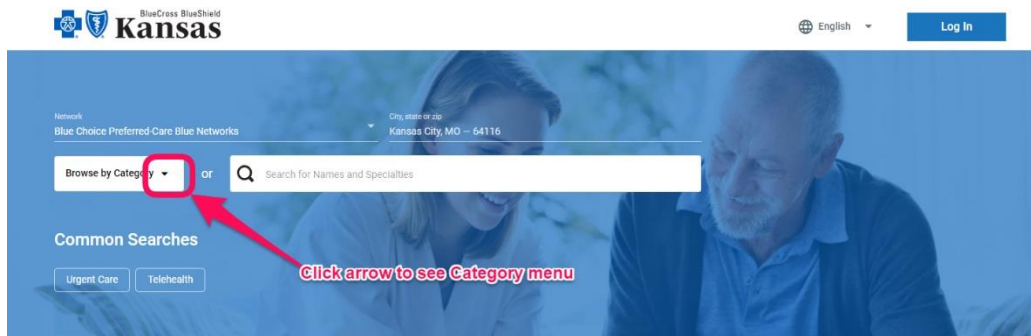 BlueCross BlueShield
Kansas
English
Log In
Network
City, state or zip
Blue Choice Preferred-Care Blue Networks
Kansas City, MO – 64116
Browse by Category
or
Search for Names and Specialties
Common Searches
Click arrow to see Category menu
Urgent Care
Telehealth